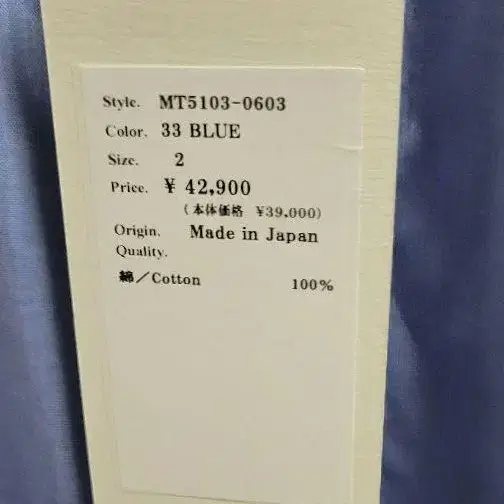 Style. MT5103-0603
Color. 33 BLUE
Size. 2
Price. ¥ 42,900
(本体価格 ¥39,000)
Origin. Made in Japan
Quality.
綿/Cotton 100%